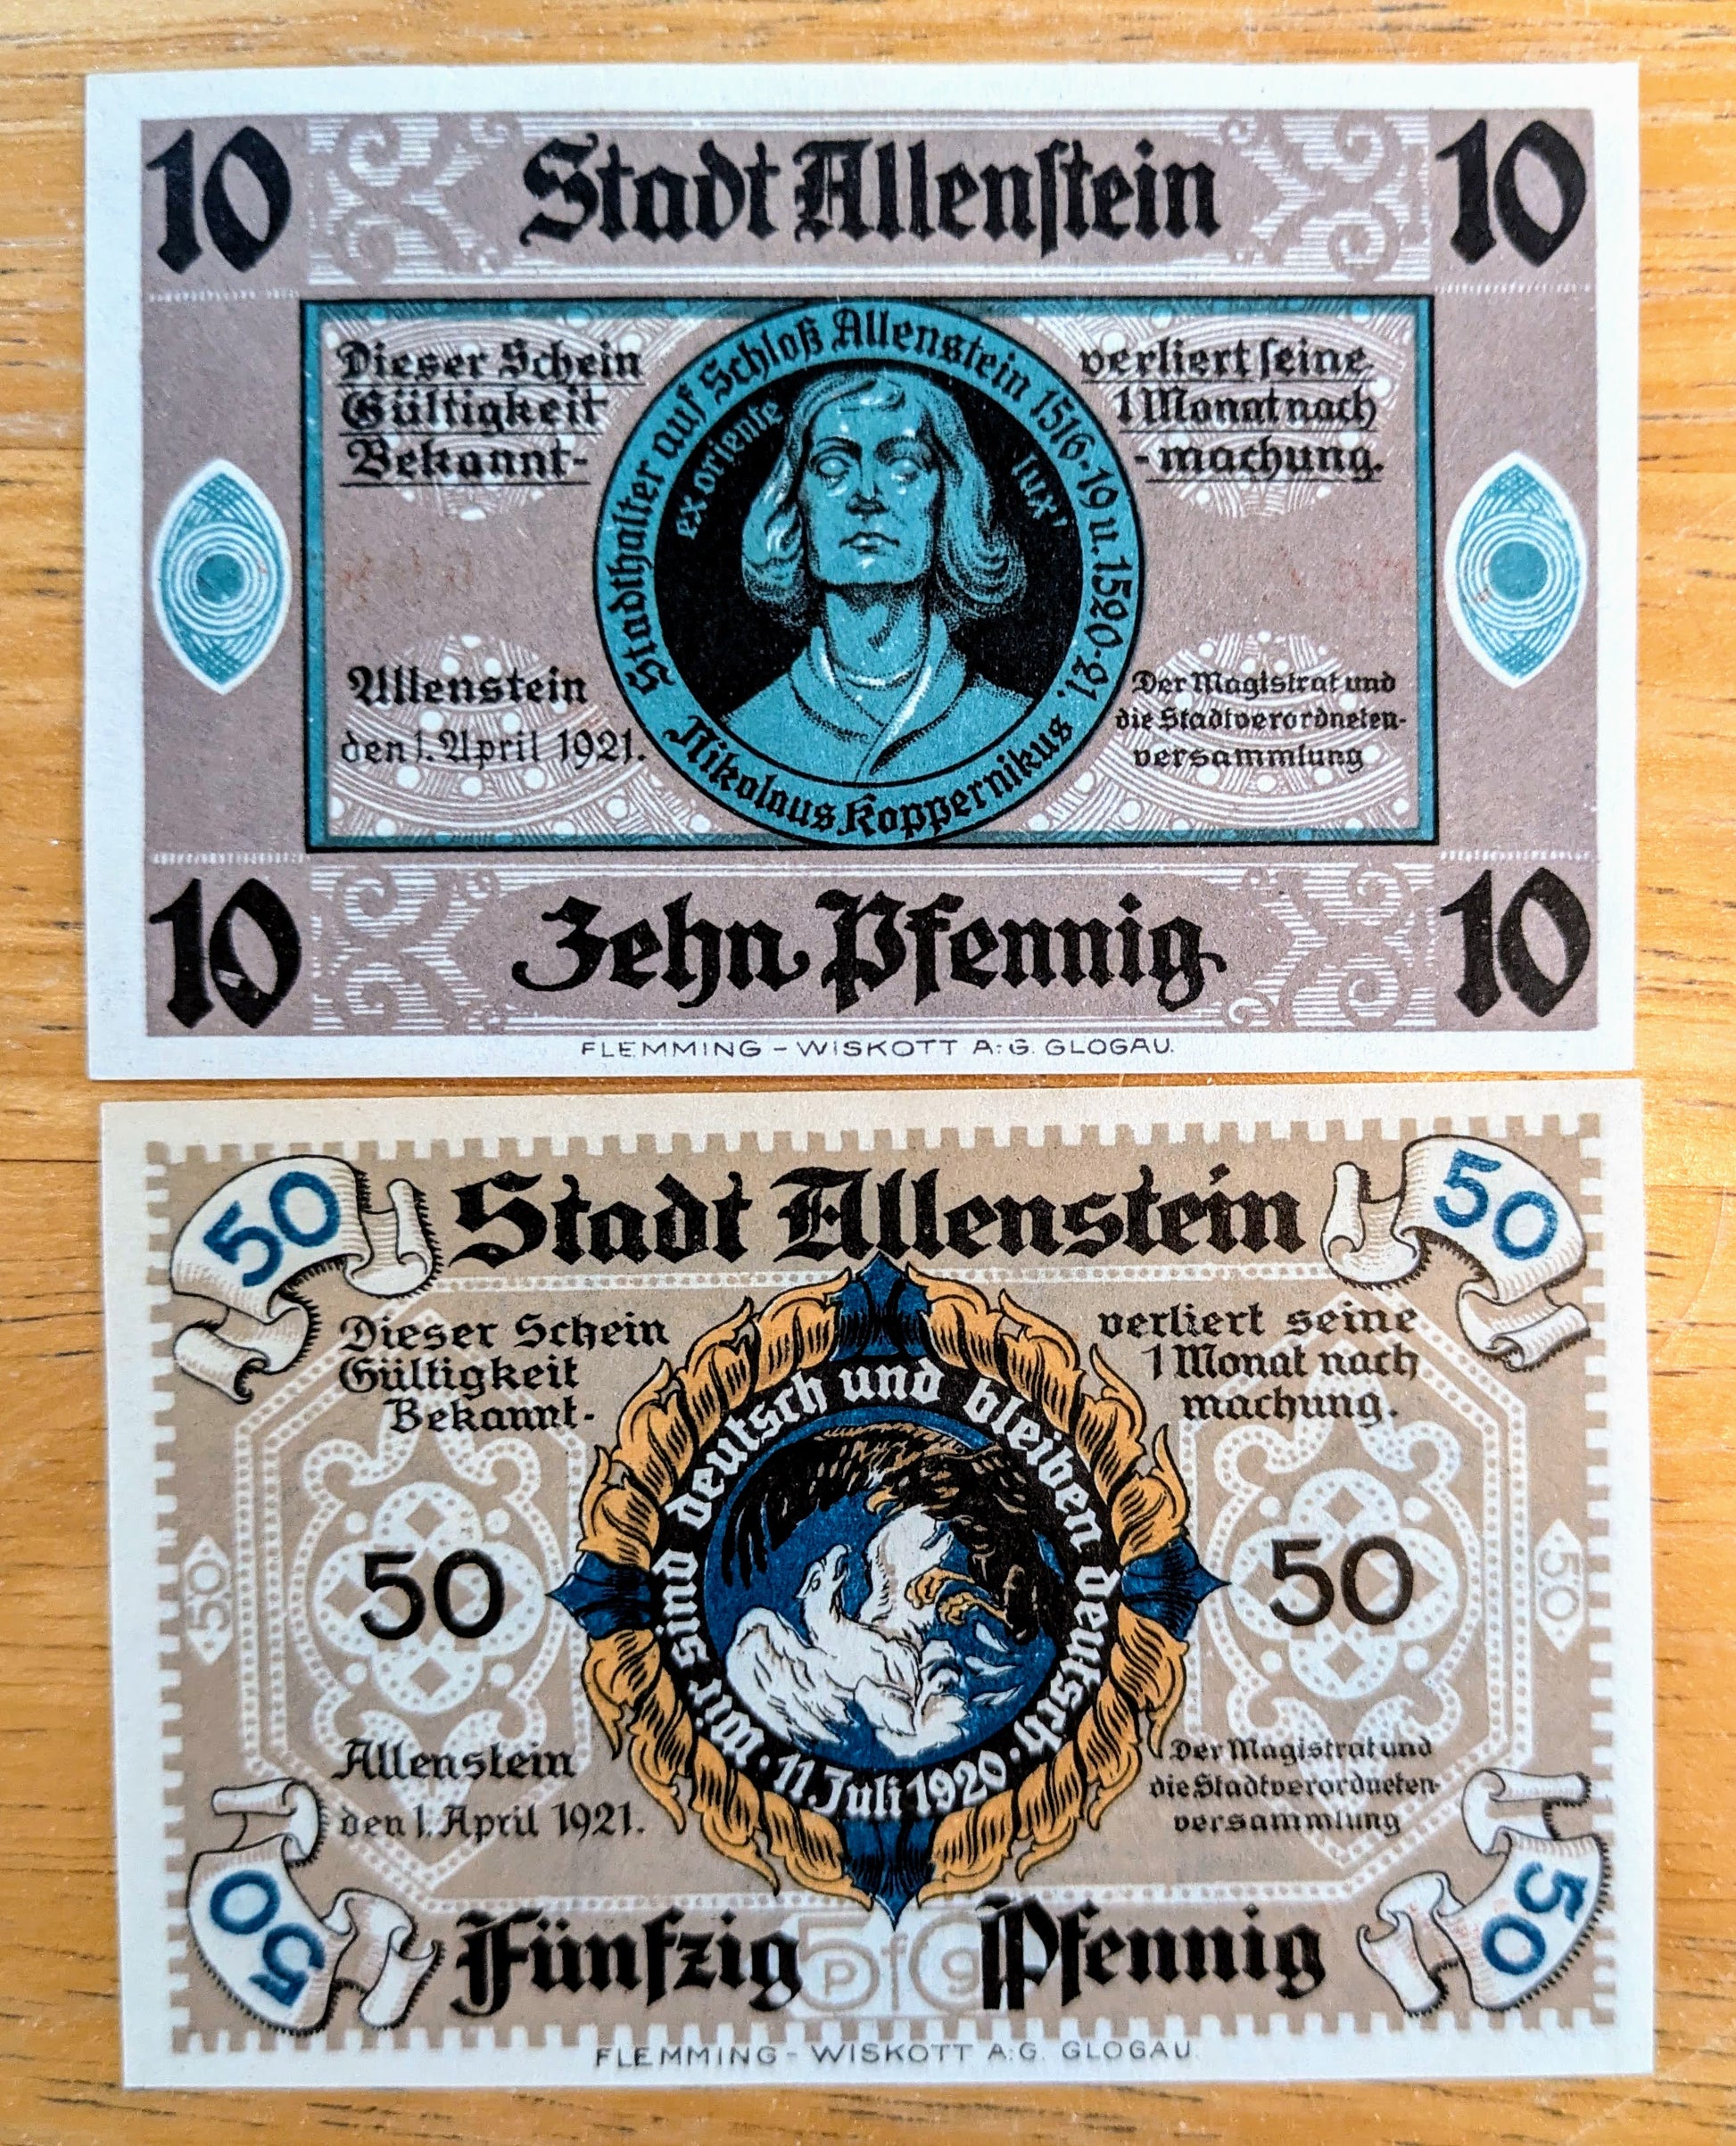 10 Stadt Allenstein 10
Dieser Schein verliert seine
Gültigkeit 1 Monat nach
Bekannt- -machung.
Stadthalter auf Schloß Allenstein 1516-19 u. 1520-21.
ex oriente lux'
Nikolaus Koppernikus
Allenstein
den 1. April 1921.
Der Magistrat und
die Stadtverordneten-
versammlung
10 Zehn Pfennig 10
FLEMMING - WISKOTT A:G. GLOGAU.
50 Stadt Allenstein 50
Dieser Schein verliert seine
Gültigkeit 1 Monat nach
Bekannt- machung.
Wir sind deutsch und bleiben deutsch
· 11 Juli 1920 ·
50 50 50 50
Allenstein
den 1. April 1921.
Der Magistrat und
die Stadtverordneten-
versammlung
50 Fünfzig 50 Pfg Pfennig 50
FLEMMING - WISKOTT A:G. GLOGAU.